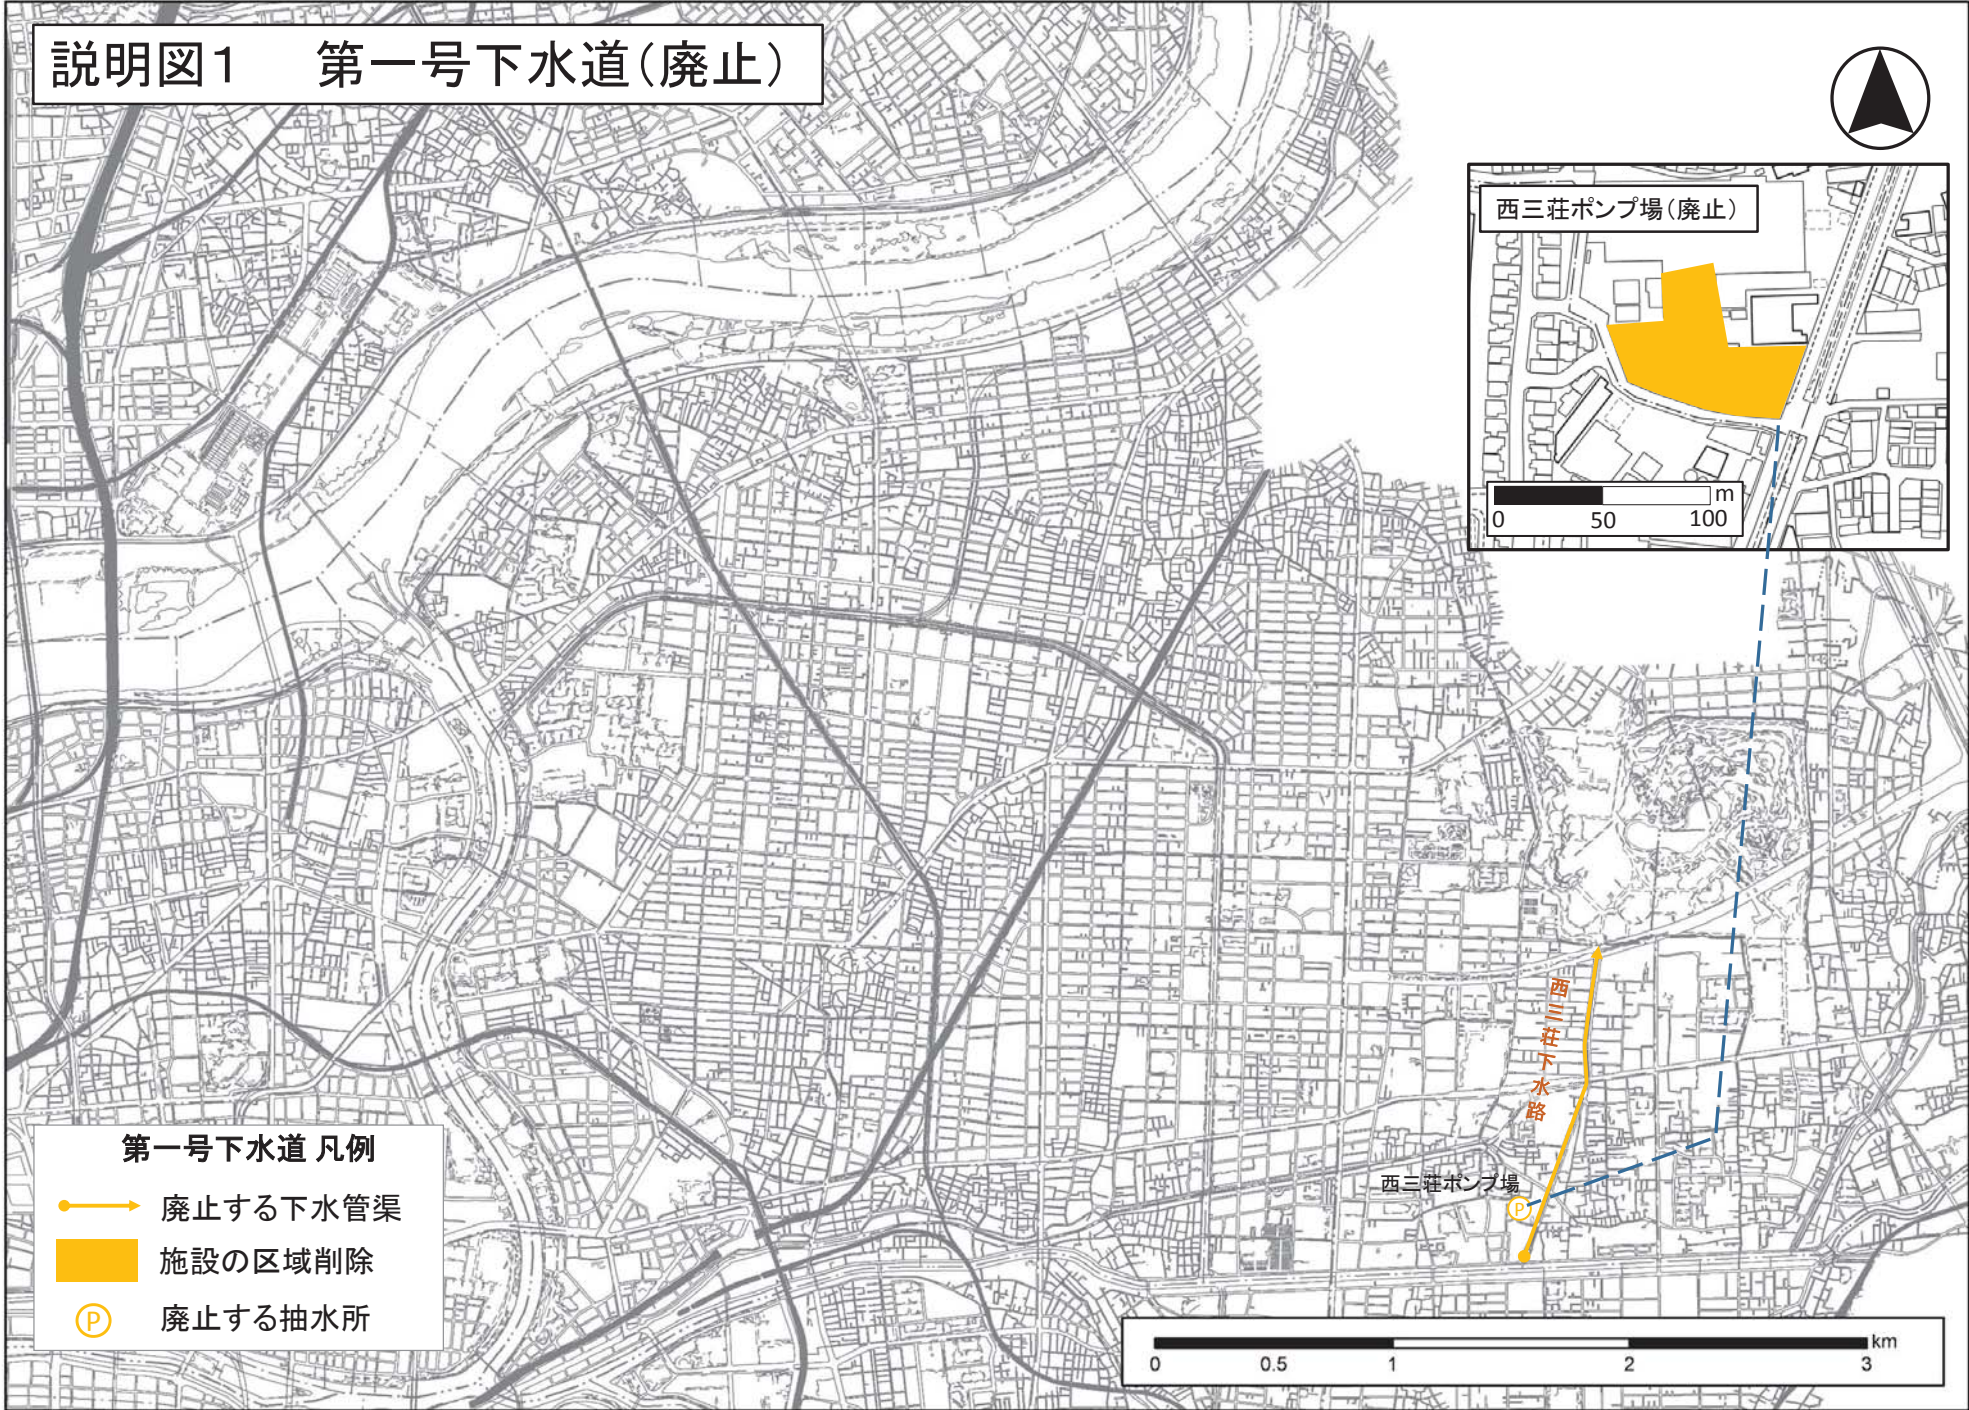 説明図1　第一号下水道(廃止)
西三荘ポンプ場(廃止)
m
0 50 100
西三荘下水路
西三荘ポンプ場
P
第一号下水道 凡例
廃止する下水管渠
施設の区域削除
P 廃止する抽水所
km
0 0.5 1 2 3